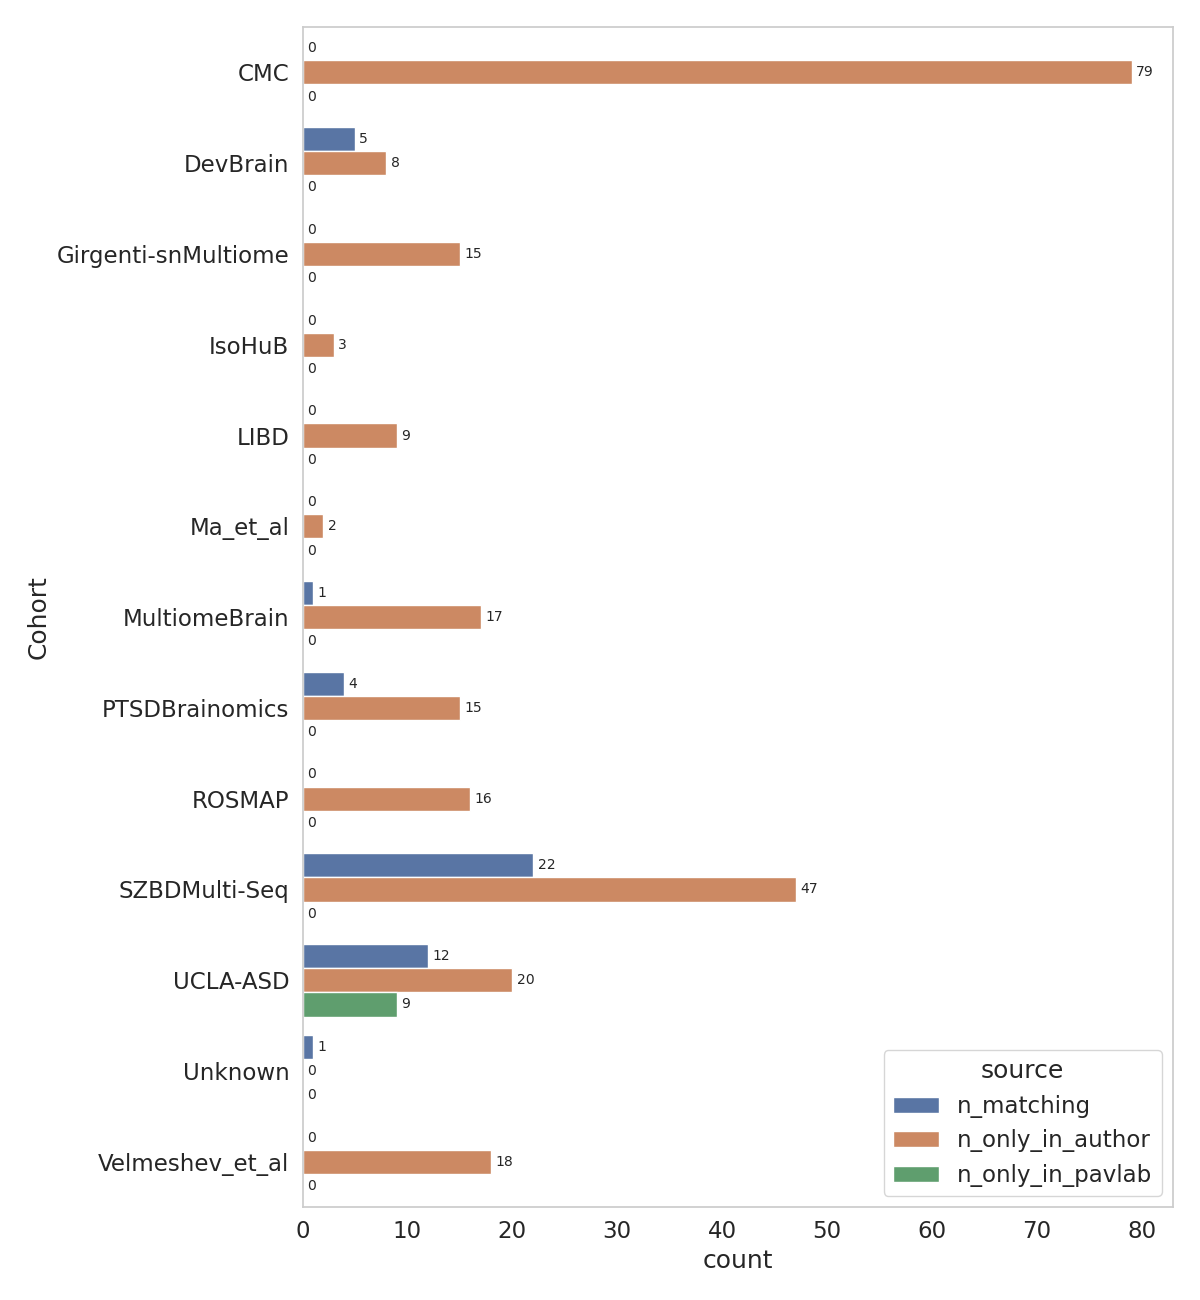 0
CMC 79
0
5
DevBrain 8
0
0
Girgenti-snMultiome 15
0
0
IsoHuB 3
0
0
LIBD 9
0
0
Ma_et_al 2
0
1
MultiomeBrain 17
0
4
PTSDBrainomics 15
0
0
ROSMAP 16
0
22
SZBDMulti-Seq 47
0
12
UCLA-ASD 20
9
1
Unknown 0
0
0
Velmeshev_et_al 18
0
Cohort
source
n_matching
n_only_in_author
n_only_in_pavlab
0 10 20 30 40 50 60 70 80
count